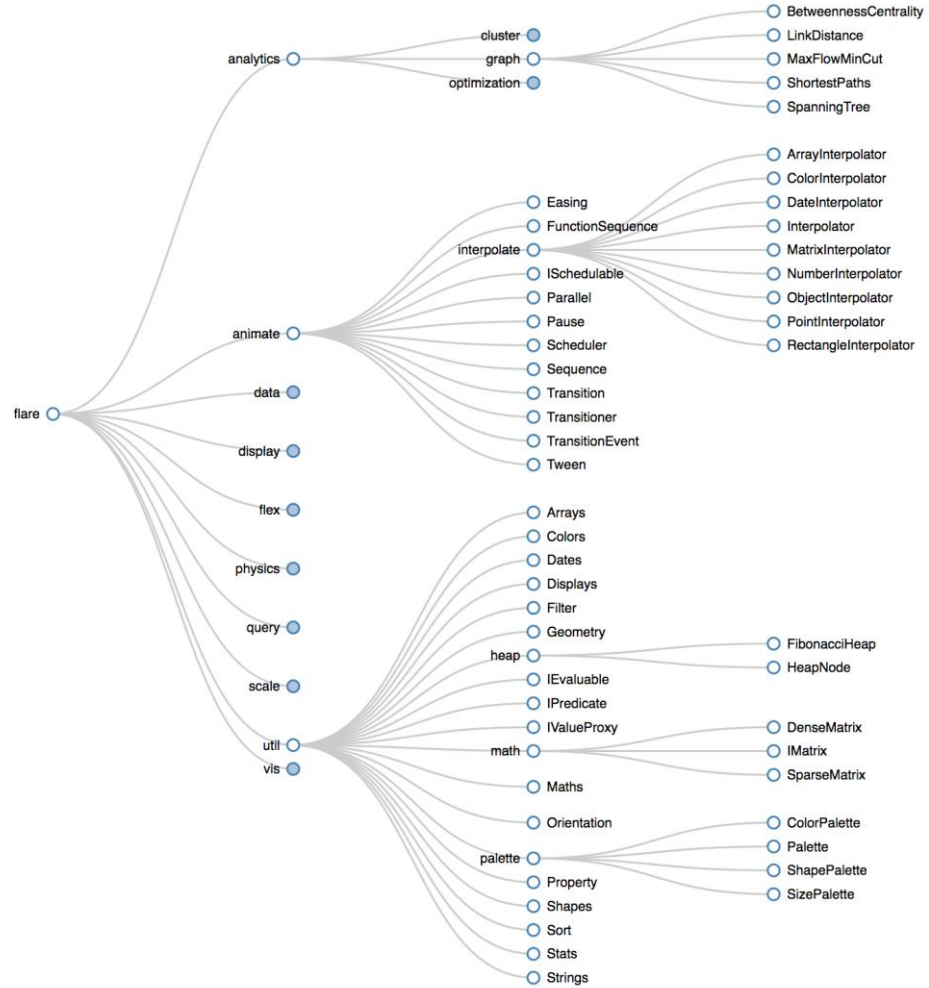 BetweennessCentrality
cluster
LinkDistance
analytics
graph
MaxFlowMinCut
optimization
ShortestPaths
SpanningTree
ArrayInterpolator
ColorInterpolator
Easing
DateInterpolator
FunctionSequence
Interpolator
interpolate
MatrixInterpolator
ISchedulable
NumberInterpolator
Parallel
ObjectInterpolator
Pause
PointInterpolator
animate
Scheduler
RectangleInterpolator
Sequence
data
Transition
flare
Transitioner
TransitionEvent
display
Tween
flex
Arrays
Colors
Dates
physics
Displays
Filter
query
Geometry
FibonacciHeap
heap
HeapNode
IEvaluable
scale
IPredicate
IValueProxy
DenseMatrix
util
math
IMatrix
vis
SparseMatrix
Maths
Orientation
ColorPalette
Palette
palette
ShapePalette
Property
SizePalette
Shapes
Sort
Stats
Strings